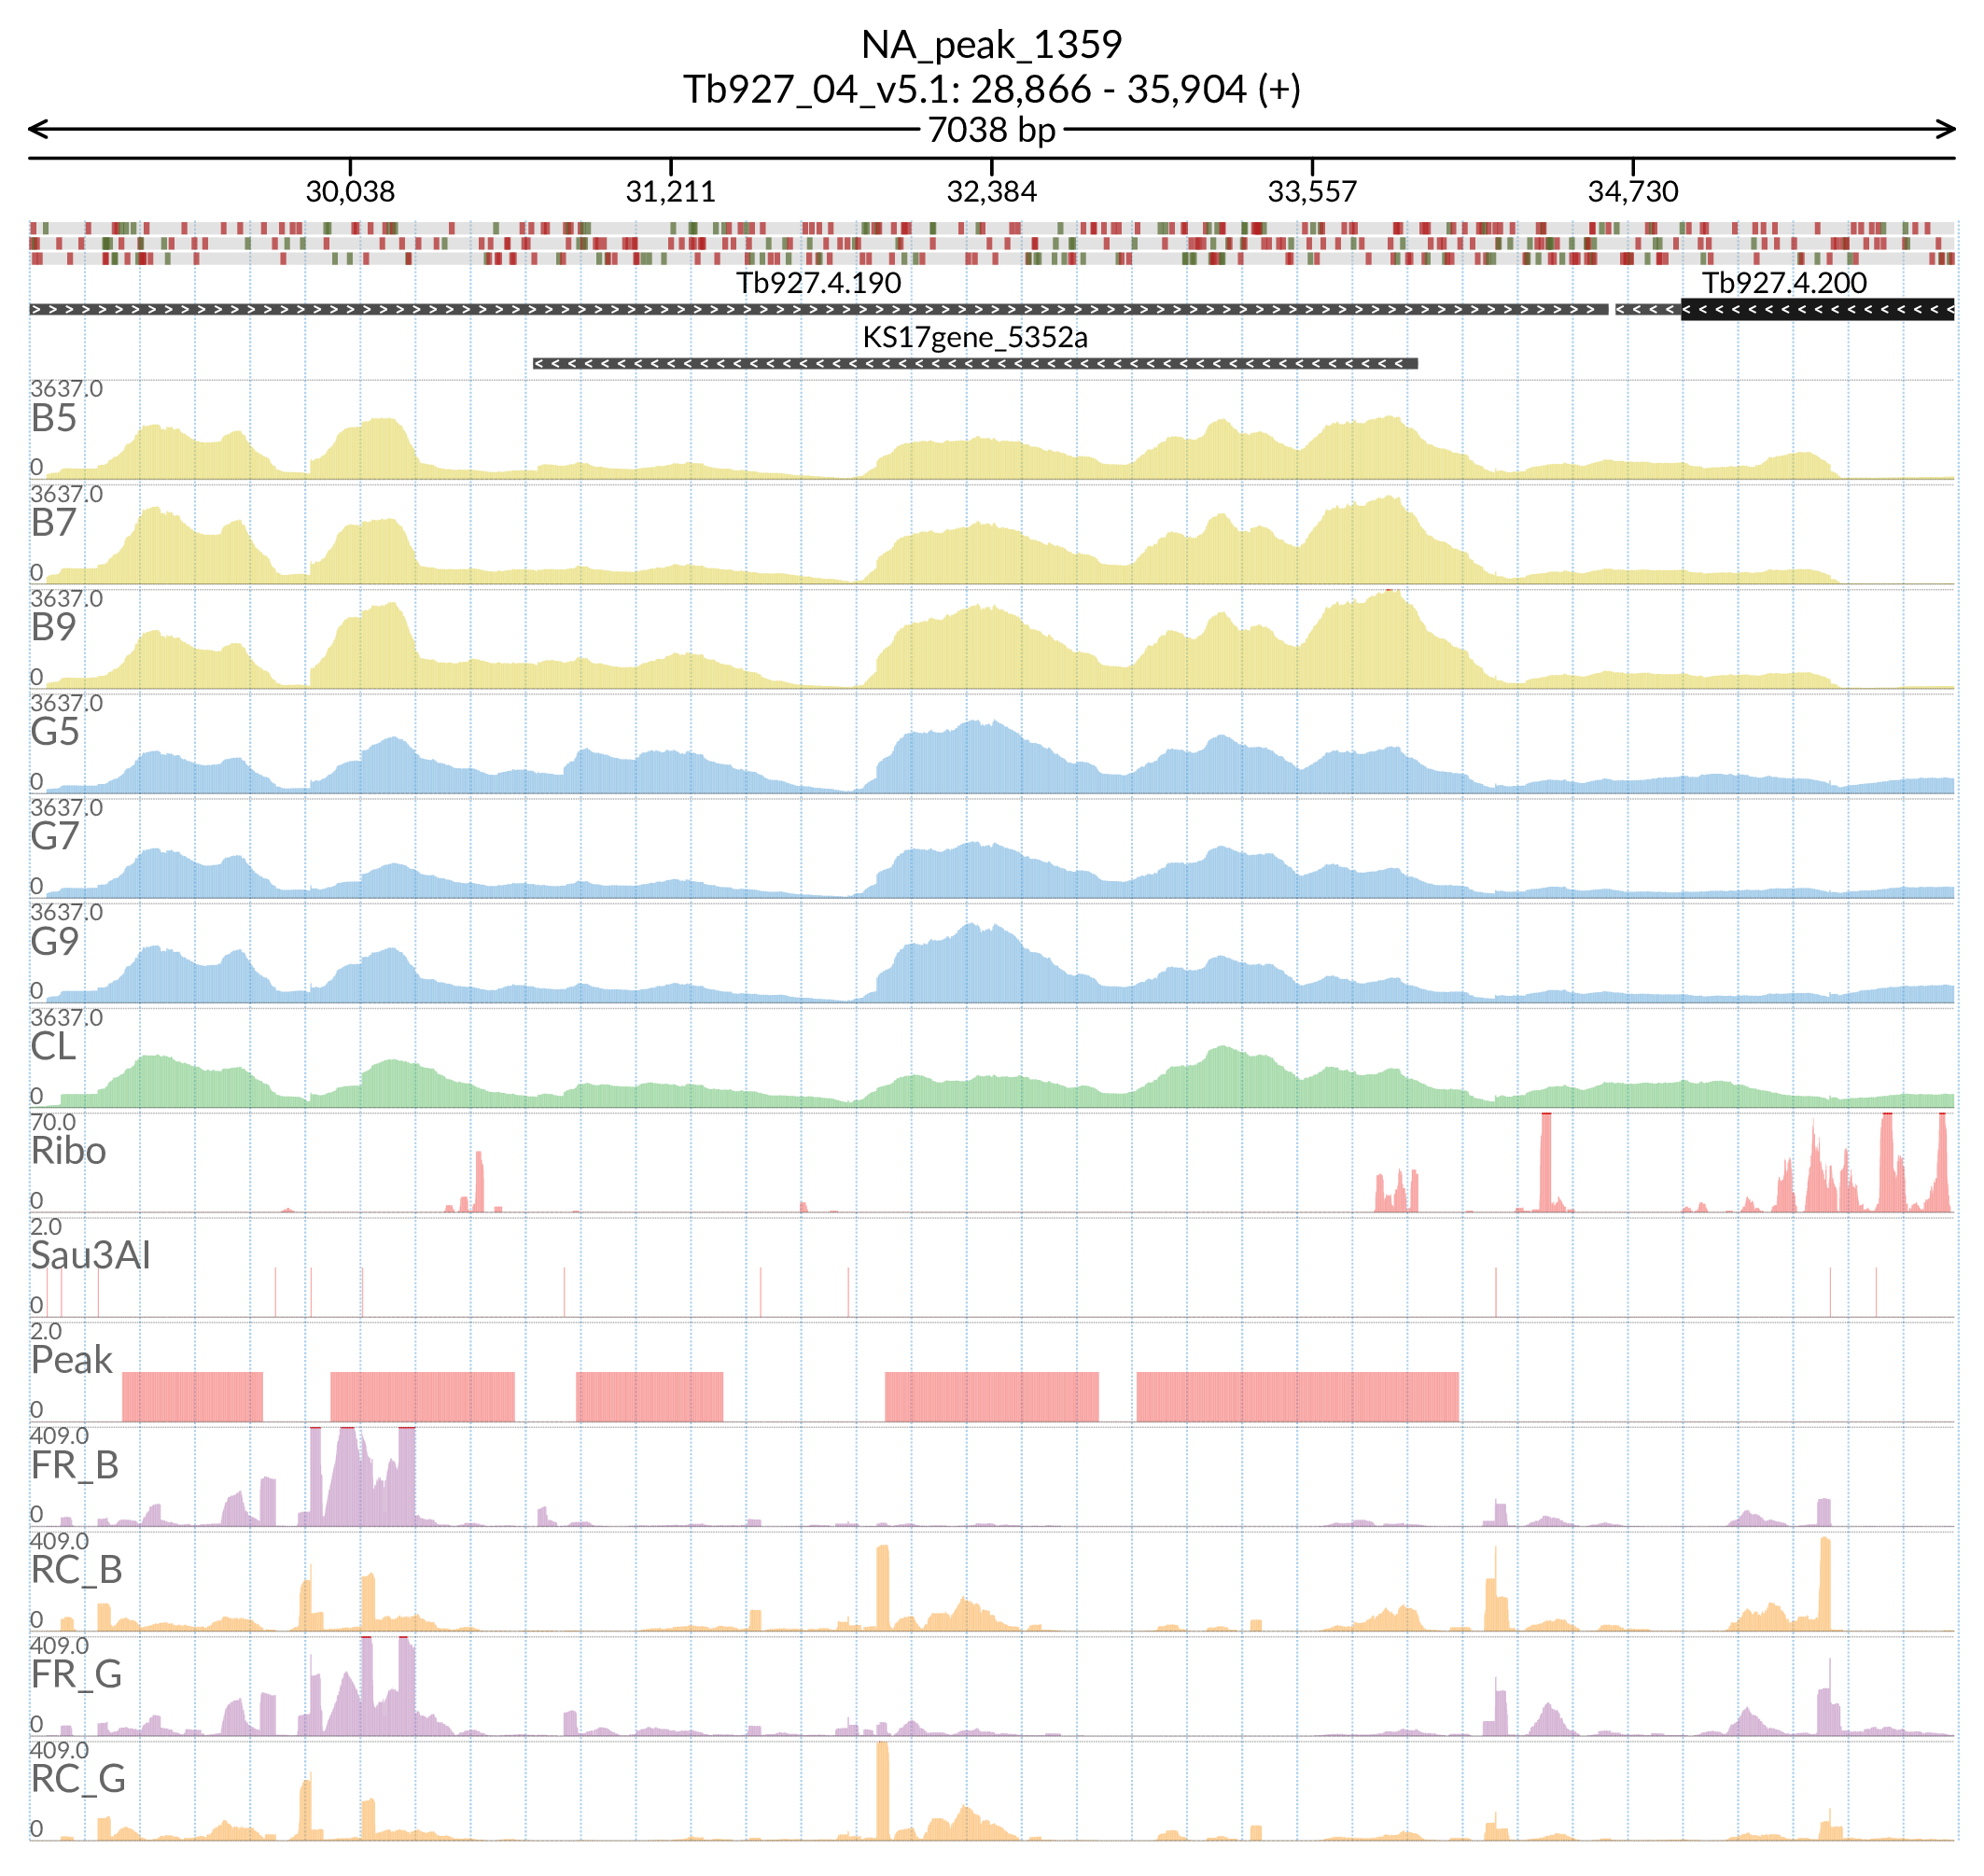 NA_peak_1359
Tb927_04_v5.1: 28,866 - 35,904 (+)
7038 bp
30,038 31,211 32,384 33,557 34,730
Tb927.4.190 Tb927.4.200
KS17gene_5352a
3637.0
B5
0
3637.0
B7
0
3637.0
B9
0
3637.0
G5
0
3637.0
G7
0
3637.0
G9
0
3637.0
CL
0
70.0
Ribo
0
2.0
Sau3AI
0
2.0
Peak
0
409.0
FR_B
0
409.0
RC_B
0
409.0
FR_G
0
409.0
RC_G
0